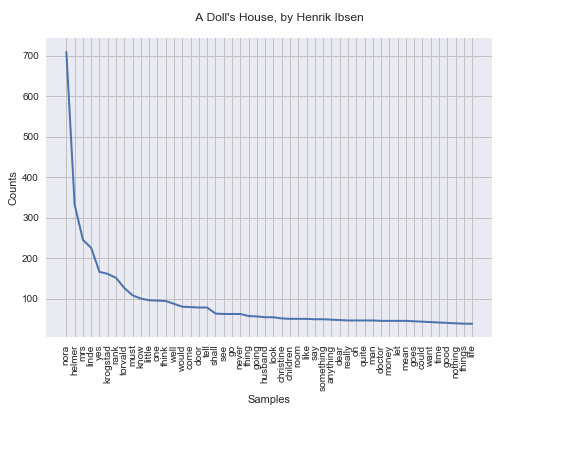 A Doll's House, by Henrik Ibsen
700
600
500
400
300
200
100
Counts
nora
helmer
mrs
linde
yes
krogstad
rank
torvald
must
know
little
one
think
well
would
come
door
tell
shall
see
go
never
thing
going
husband
look
christine
children
room
like
say
something
anything
dear
really
oh
quite
man
doctor
money
let
mean
goes
could
want
time
good
nothing
things
life
Samples